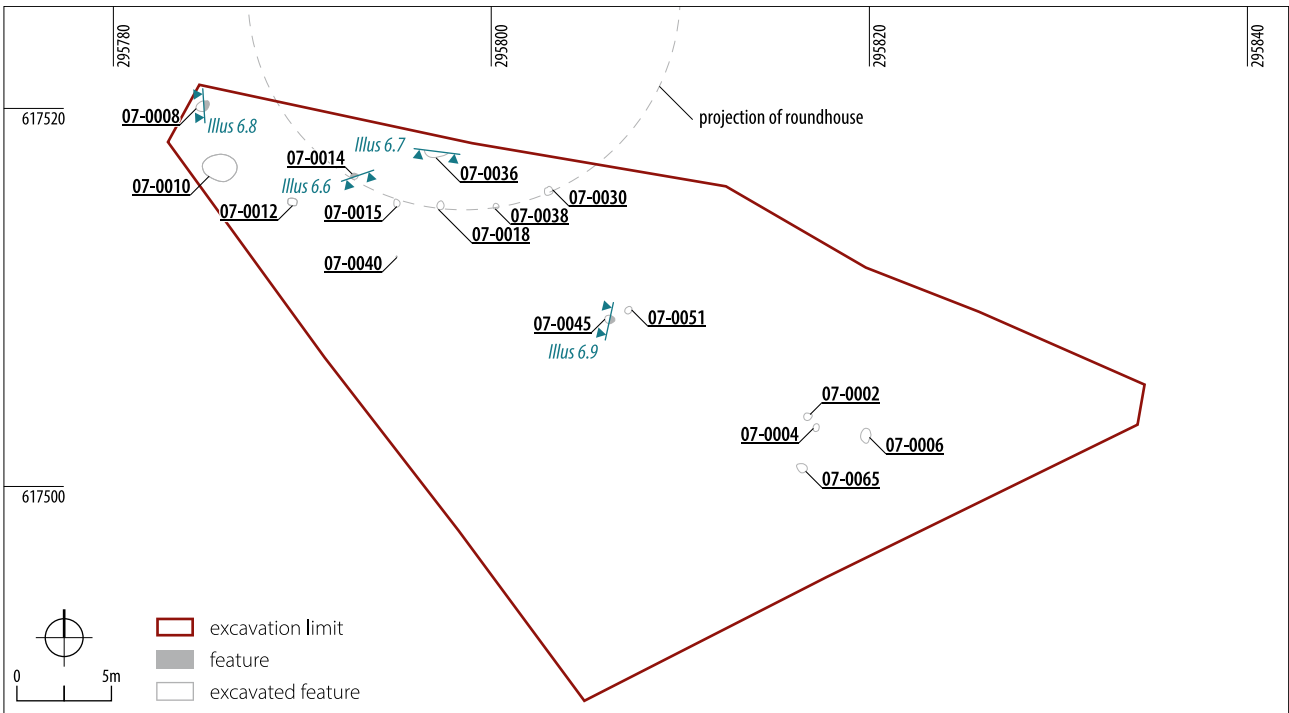 295780
295800
295820
295840
617520
617500
projection of roundhouse
07-0008
Illus 6.8
07-0010
07-0014
Illus 6.6
07-0012
Illus 6.7
07-0036
07-0015
07-0018
07-0038
07-0030
07-0040
07-0045
07-0051
Illus 6.9
07-0002
07-0004
07-0006
07-0065
excavation limit
feature
excavated feature
0
5m